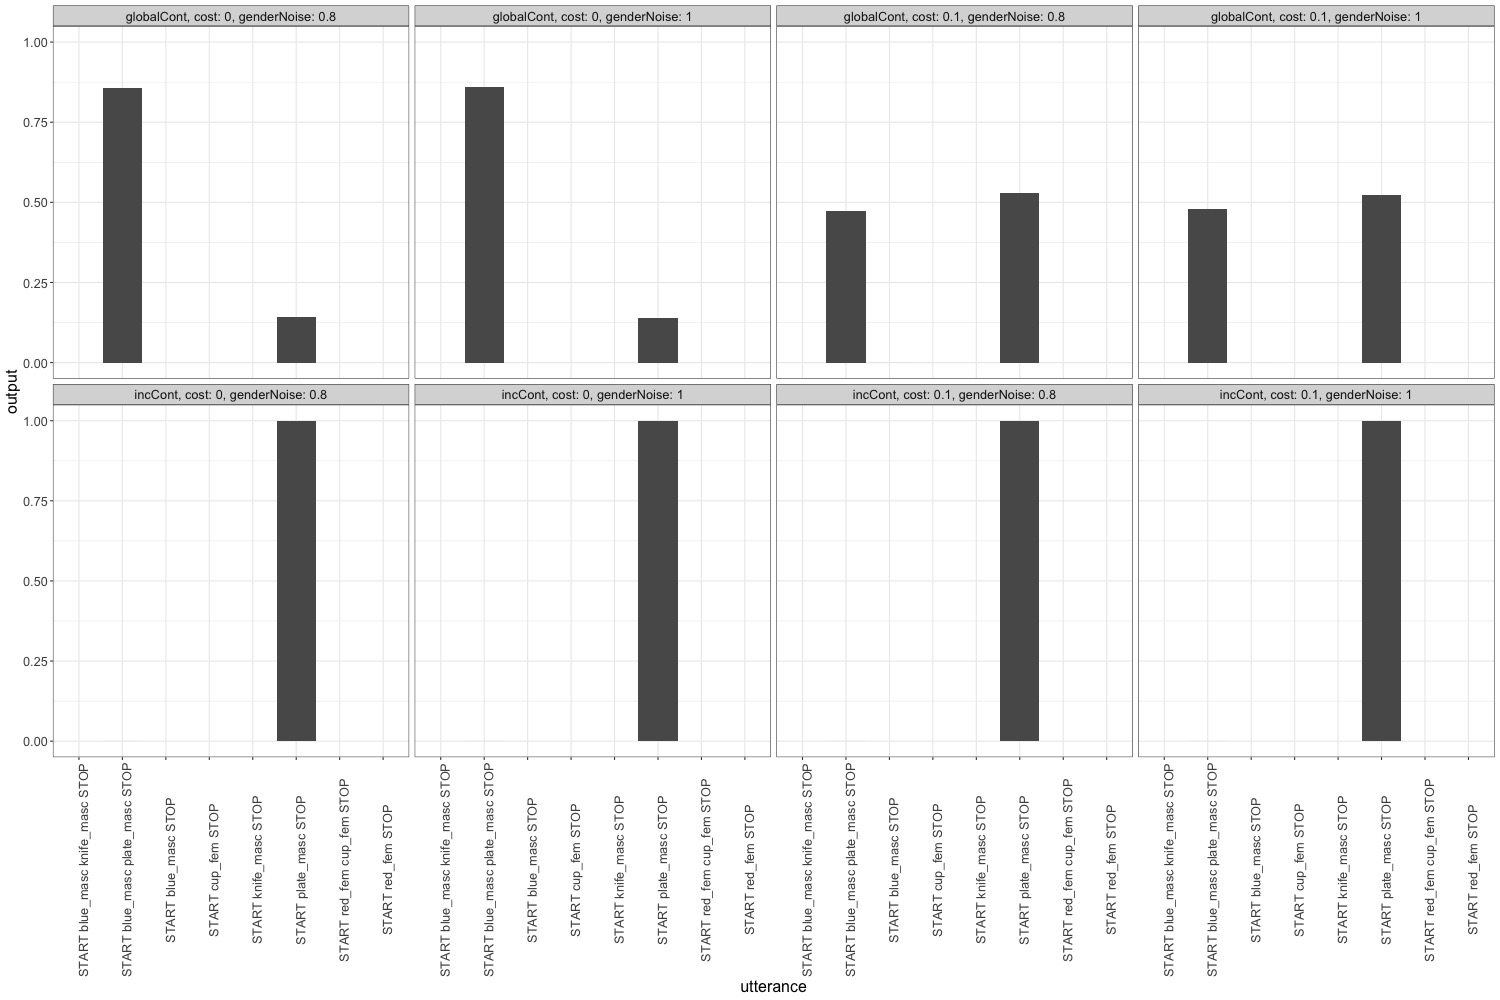 globalCont, cost: 0, genderNoise: 0.8
globalCont, cost: 0, genderNoise: 1
globalCont, cost: 0.1, genderNoise: 0.8
globalCont, cost: 0.1, genderNoise: 1
1.00
0.75
0.50
0.25
0.00
output
incCont, cost: 0, genderNoise: 0.8
incCont, cost: 0, genderNoise: 1
incCont, cost: 0.1, genderNoise: 0.8
incCont, cost: 0.1, genderNoise: 1
1.00
0.75
0.50
0.25
0.00
START blue_masc knife_masc STOP
START blue_masc plate_masc STOP
START blue_masc STOP
START cup_fem STOP
START knife_masc STOP
START plate_masc STOP
START red_fem cup_fem STOP
START red_fem STOP
START blue_masc knife_masc STOP
START blue_masc plate_masc STOP
START blue_masc STOP
START cup_fem STOP
START knife_masc STOP
START plate_masc STOP
START red_fem cup_fem STOP
START red_fem STOP
START blue_masc knife_masc STOP
START blue_masc plate_masc STOP
START blue_masc STOP
START cup_fem STOP
START knife_masc STOP
START plate_masc STOP
START red_fem cup_fem STOP
START red_fem STOP
START blue_masc knife_masc STOP
START blue_masc plate_masc STOP
START blue_masc STOP
START cup_fem STOP
START knife_masc STOP
START plate_masc STOP
START red_fem cup_fem STOP
START red_fem STOP
utterance